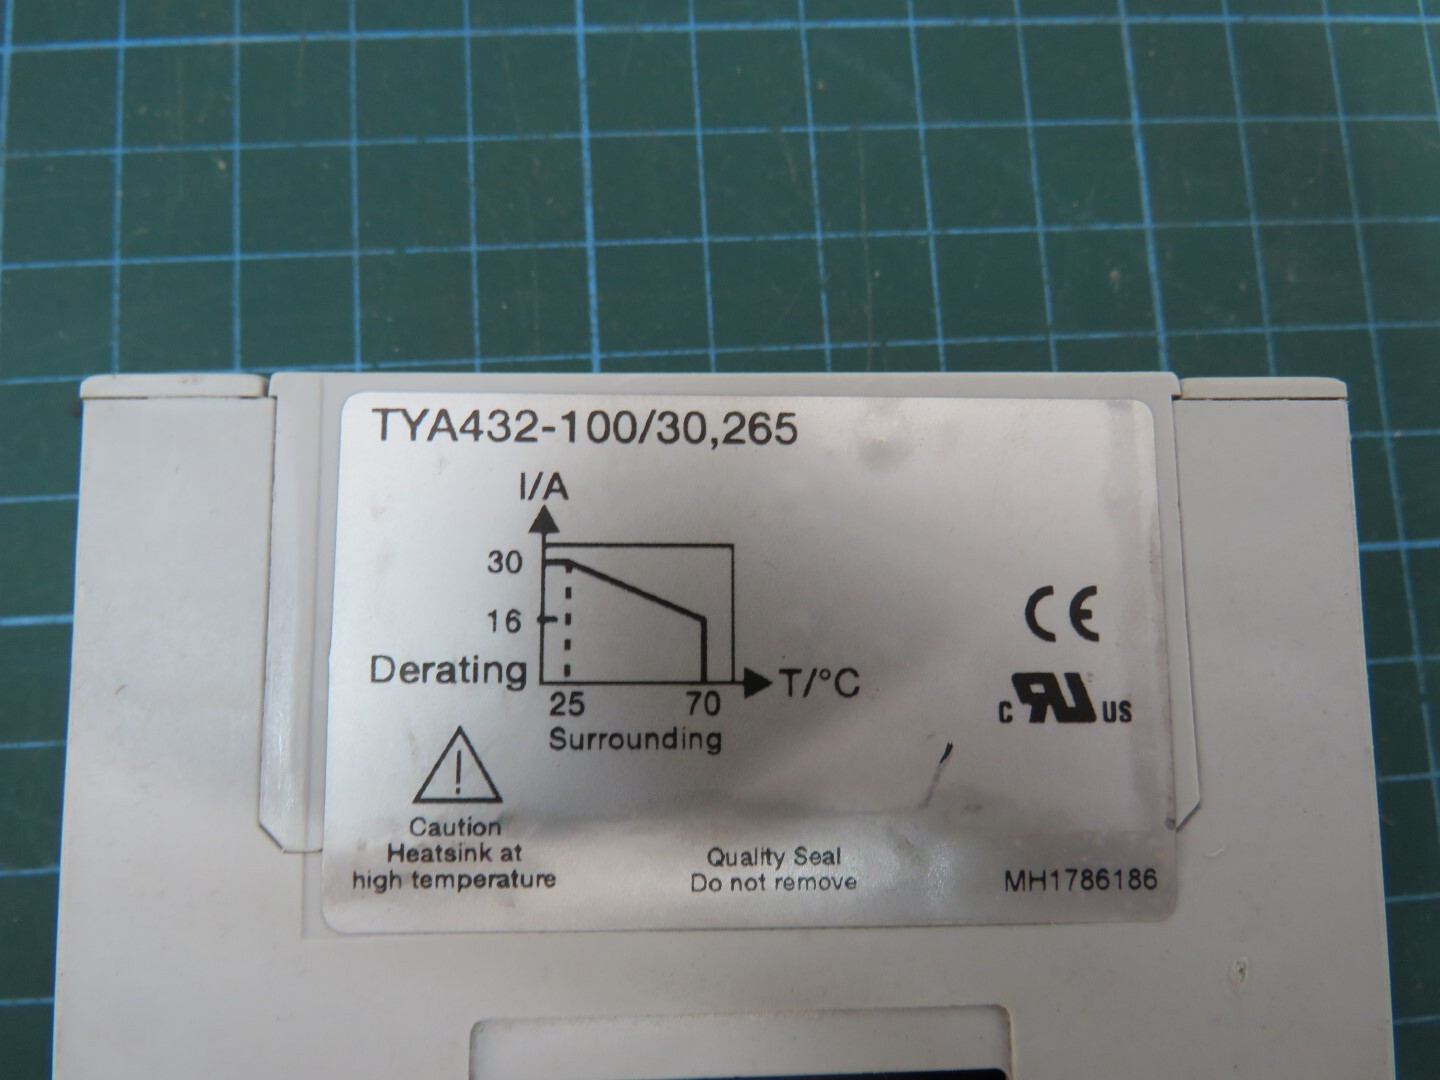 TYA432-100/30,265
I/A
30
16
Derating
T/°C
25
70
Surrounding
Caution
Heatsink at
high temperature
Quality Seal
Do not remove
CE
c RU US
MH1786186